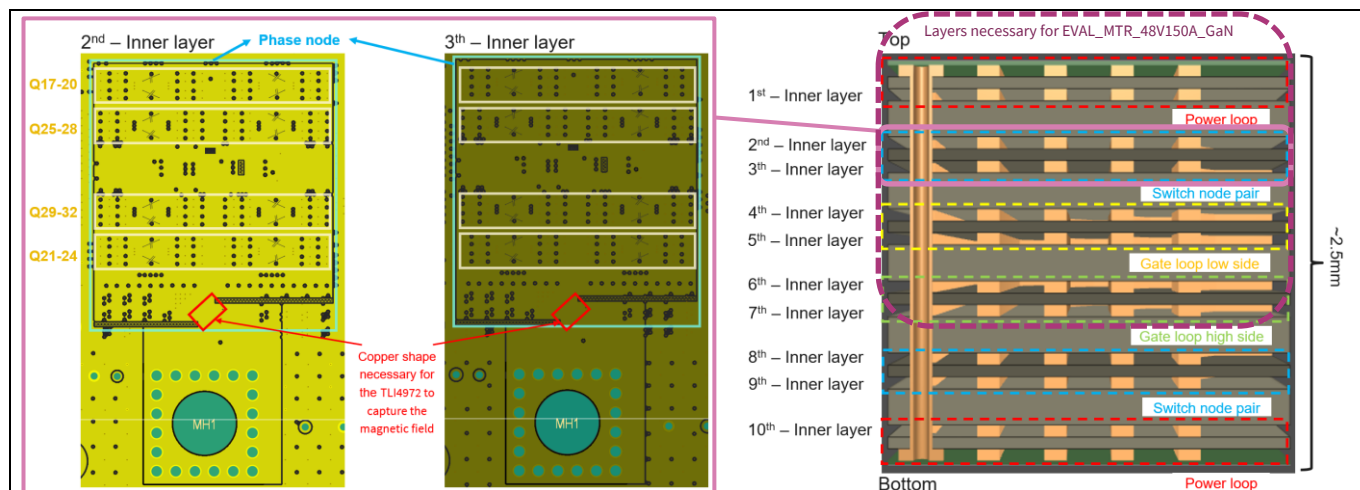 2nd – Inner layer
Phase node
3th – Inner layer
Q17-20
Q25-28
Q29-32
Q21-24
Copper shape
necessary for
the TLI4972 to
capture the
magnetic field
MH1
MH1
Top
Layers necessary for EVAL_MTR_48V150A_GaN
1st – Inner layer
Power loop
2nd – Inner layer
3th – Inner layer
Switch node pair
4th – Inner layer
5th – Inner layer
Gate loop low side
6th – Inner layer
7th – Inner layer
Gate loop high side
8th – Inner layer
9th – Inner layer
Switch node pair
10th – Inner layer
Bottom
Power loop
~2.5mm